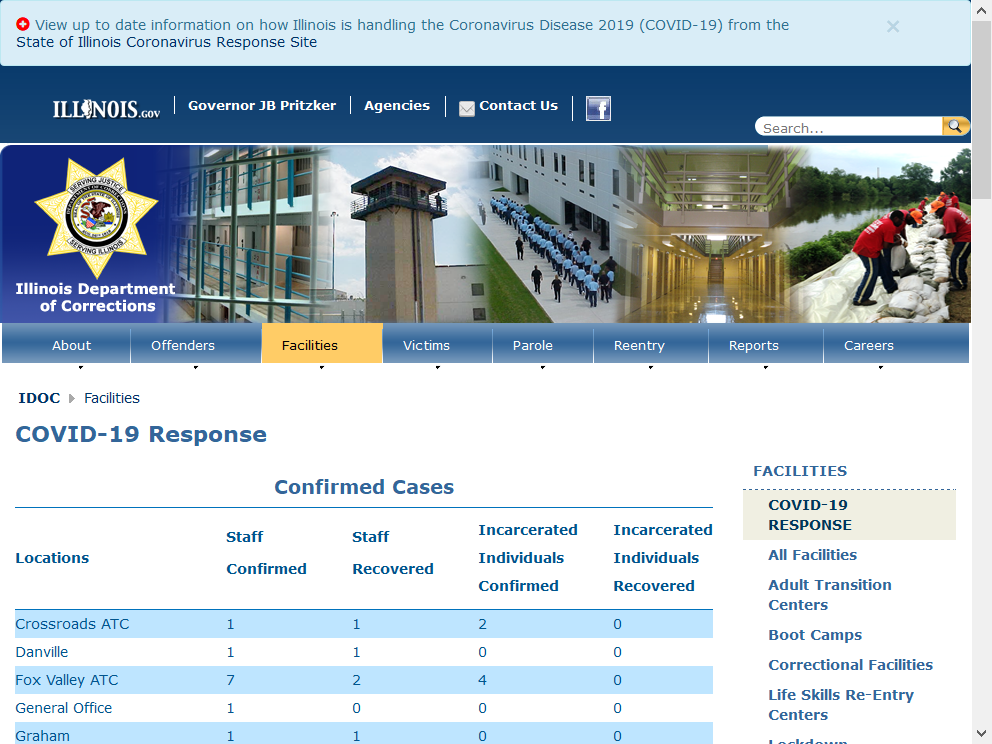 View up to date information on how Illinois is handling the Coronavirus Disease 2019 (COVID-19) from the
State of Illinois Coronavirus Response Site
×
ILLINOIS.GOV
Governor JB Pritzker
Agencies
Contact Us
f
Search...
SERVING JUSTICE
SERVING ILLINOIS
Illinois Department
of Corrections
About
Offenders
Facilities
Victims
Parole
Reentry
Reports
Careers
IDOC
Facilities
COVID-19 Response
Confirmed Cases
Locations
Staff
Confirmed
Staff
Recovered
Incarcerated
Individuals
Confirmed
Incarcerated
Individuals
Recovered
Crossroads ATC 1 1 2 0
Danville 1 1 0 0
Fox Valley ATC 7 2 4 0
General Office 1 0 0 0
Graham 1 1 0 0
FACILITIES
COVID-19
RESPONSE
All Facilities
Adult Transition
Centers
Boot Camps
Correctional Facilities
Life Skills Re-Entry
Centers
Lockdown